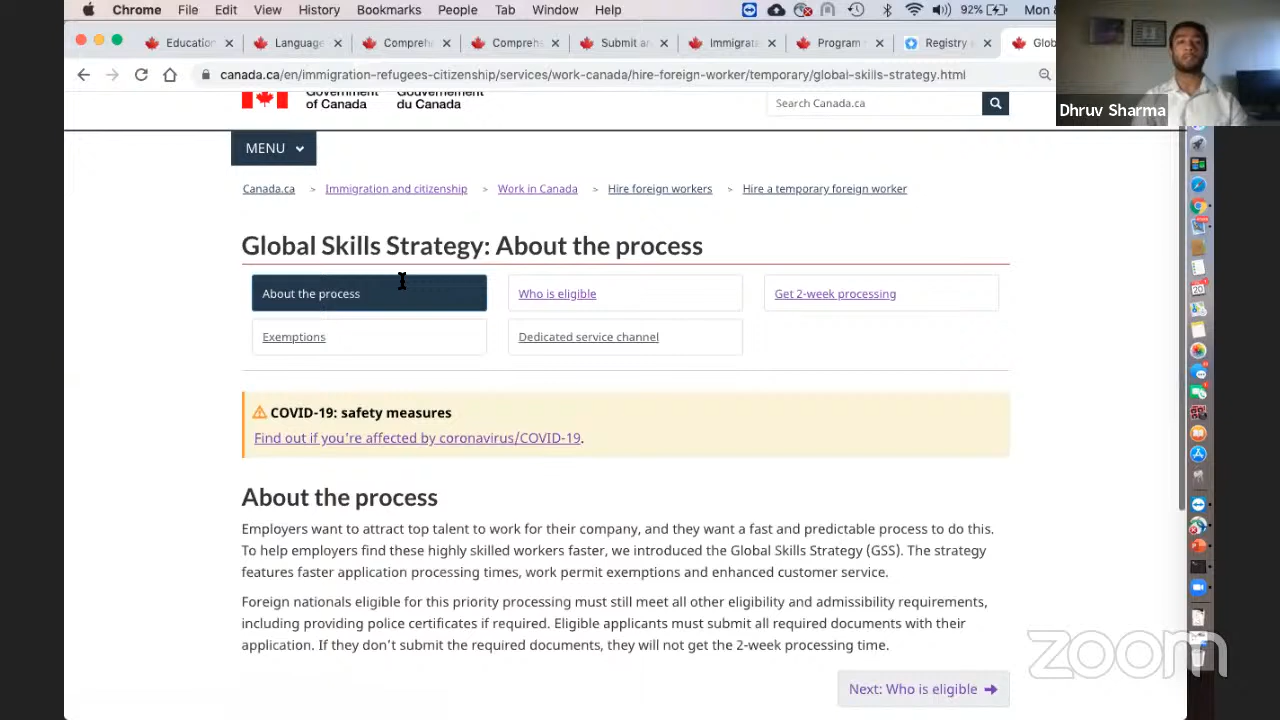 Chrome File Edit View History Bookmarks People Tab Window Help 92% Mon 8
Education Language Comprehe Comprehens Submit an Immigrat Program Registry Glob
canada.ca/en/immigration-refugees-citizenship/services/work-canada/hire-foreign-worker/temporary/global-skills-strategy.html
Dhruv Sharma
Government of Canada
Gouvernement du Canada
Search Canada.ca
MENU
Canada.ca > Immigration and citizenship > Work in Canada > Hire foreign workers > Hire a temporary foreign worker
Global Skills Strategy: About the process
About the process Who is eligible Get 2-week processing
Exemptions Dedicated service channel
COVID-19: safety measures
Find out if you're affected by coronavirus/COVID-19.
About the process
Employers want to attract top talent to work for their company, and they want a fast and predictable process to do this.
To help employers find these highly skilled workers faster, we introduced the Global Skills Strategy (GSS). The strategy
features faster application processing times, work permit exemptions and enhanced customer service.
Foreign nationals eligible for this priority processing must still meet all other eligibility and admissibility requirements,
including providing police certificates if required. Eligible applicants must submit all required documents with their
application. If they don't submit the required documents, they will not get the 2-week processing time.
zoom
Next: Who is eligible